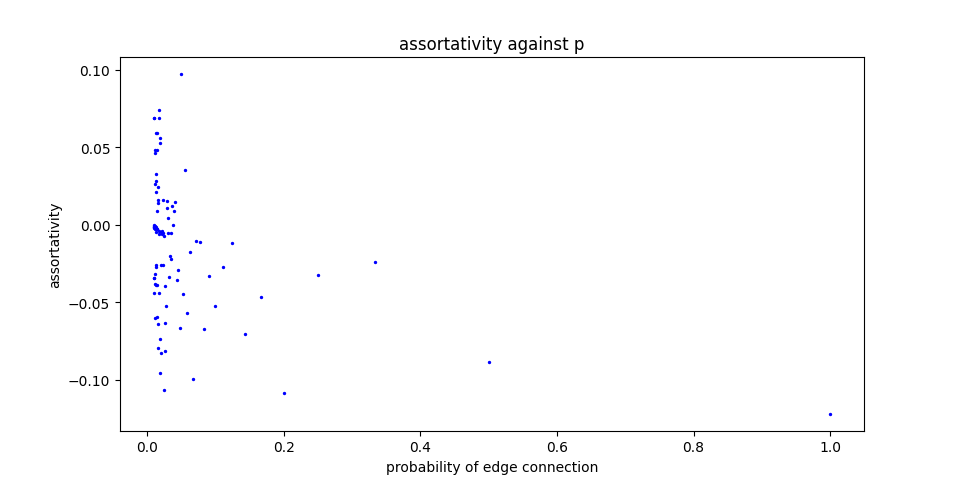 assortativity against p
0.10
0.05
0.00
−0.05
−0.10
assortativity
0.0 0.2 0.4 0.6 0.8 1.0
probability of edge connection